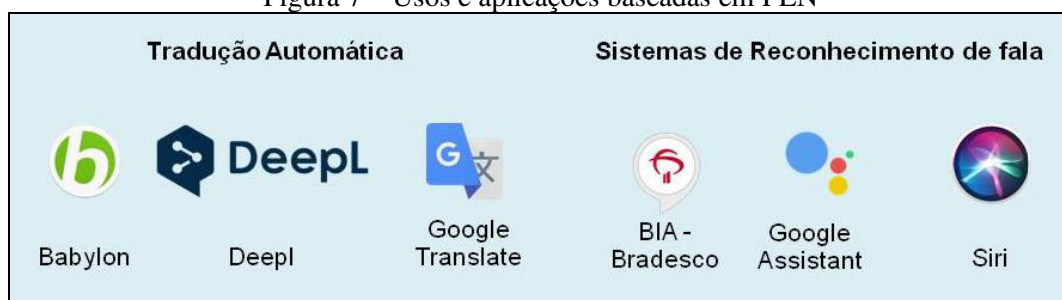 Figura 7 – Usos e aplicações baseadas em PLN
Tradução Automática
Sistemas de Reconhecimento de fala
b
DeepL
G 文
Babylon
Deepl
Google
Translate
BIA -
Bradesco
Google
Assistant
Siri